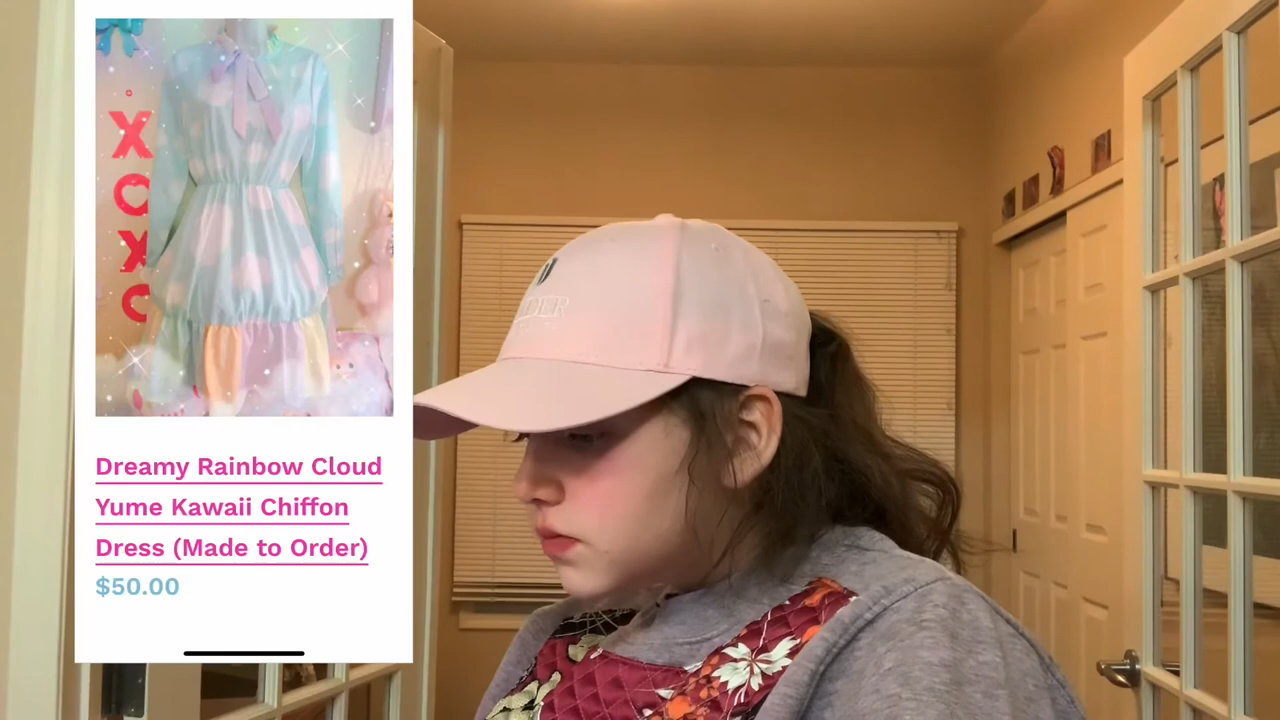 XOXO
Dreamy Rainbow Cloud
Yume Kawaii Chiffon
Dress (Made to Order)
$50.00